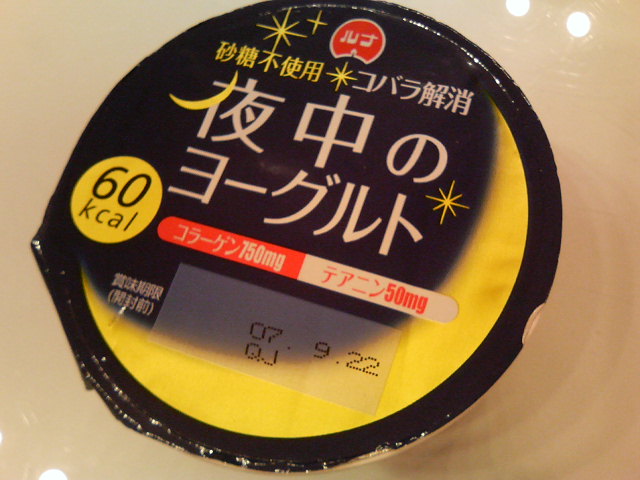 ルナ
砂糖不使用 コバラ解消
夜中の
ヨーグルト
60
kcal
コラーゲン150mg テアニン50mg
賞味期限
(開封前)
07. 9.22
QJ